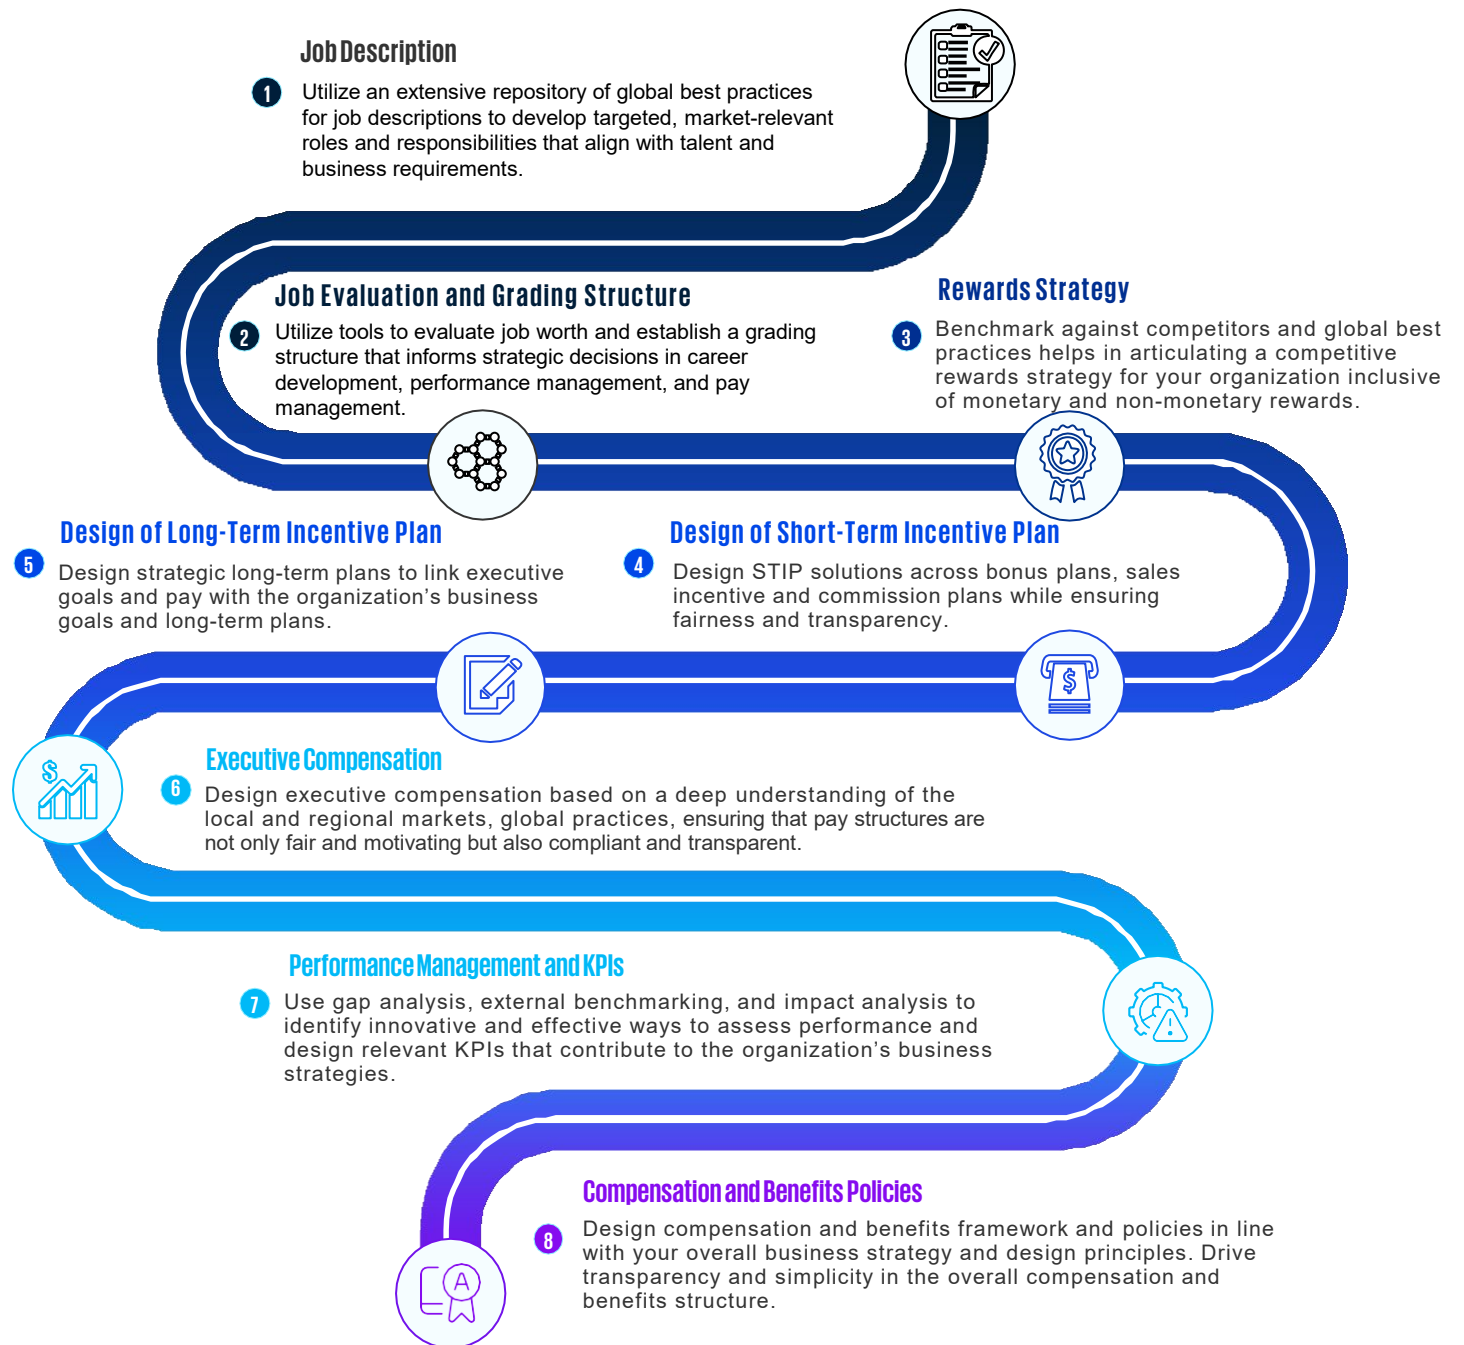 Job Description
1
Utilize an extensive repository of global best practices
for job descriptions to develop targeted, market-relevant
roles and responsibilities that align with talent and
business requirements.
Job Evaluation and Grading Structure
2
Utilize tools to evaluate job worth and establish a grading
structure that informs strategic decisions in career
development, performance management, and pay
management.
Rewards Strategy
3
Benchmark against competitors and global best
practices helps in articulating a competitive
rewards strategy for your organization inclusive
of monetary and non-monetary rewards.
Design of Short-Term Incentive Plan
4
Design STIP solutions across bonus plans, sales
incentive and commission plans while ensuring
fairness and transparency.
$
Design of Long-Term Incentive Plan
5
Design strategic long-term plans to link executive
goals and pay with the organization’s business
goals and long-term plans.
$
Executive Compensation
6
Design executive compensation based on a deep understanding of the
local and regional markets, global practices, ensuring that pay structures are
not only fair and motivating but also compliant and transparent.
Performance Management and KPIs
7
Use gap analysis, external benchmarking, and impact analysis to
identify innovative and effective ways to assess performance and
design relevant KPIs that contribute to the organization’s business
strategies.
Compensation and Benefits Policies
8
Design compensation and benefits framework and policies in line
with your overall business strategy and design principles. Drive
transparency and simplicity in the overall compensation and
benefits structure.
A